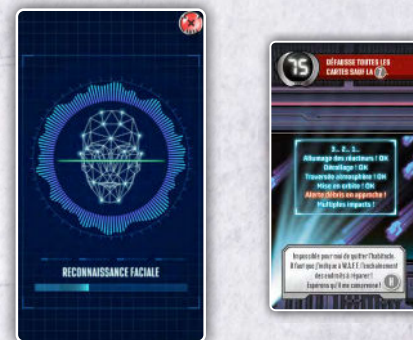 RECONNAISSANCE FACIALE
75
DÉFAUSSE TOUTES LES
CARTES SAUF LA
3... 2... 1...
Allumage des réacteurs ! OK
Décollage ! OK
Traversée atmosphère ! OK
Mise en orbite ! OK
Alerte débris en approche !
Multiples impacts !
Impossible pour moi de quitter l'habitacle.
Il faut que j'indique à W.A.F.F. l'enchaînement
des endroits à réparer !
Espérons qu'il me comprenne !